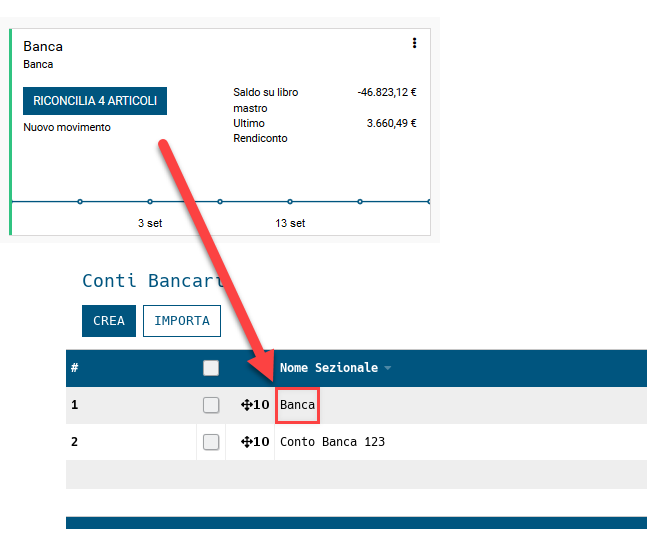 Banca
Banca
RICONCILIA 4 ARTICOLI
Nuovo movimento
Saldo su libro mastro -46.823,12 €
Ultimo Rendiconto 3.660,49 €
3 set 13 set
Conti Bancari
CREA IMPORTA
# Nome Sezionale
1 10 Banca
2 10 Conto Banca 123